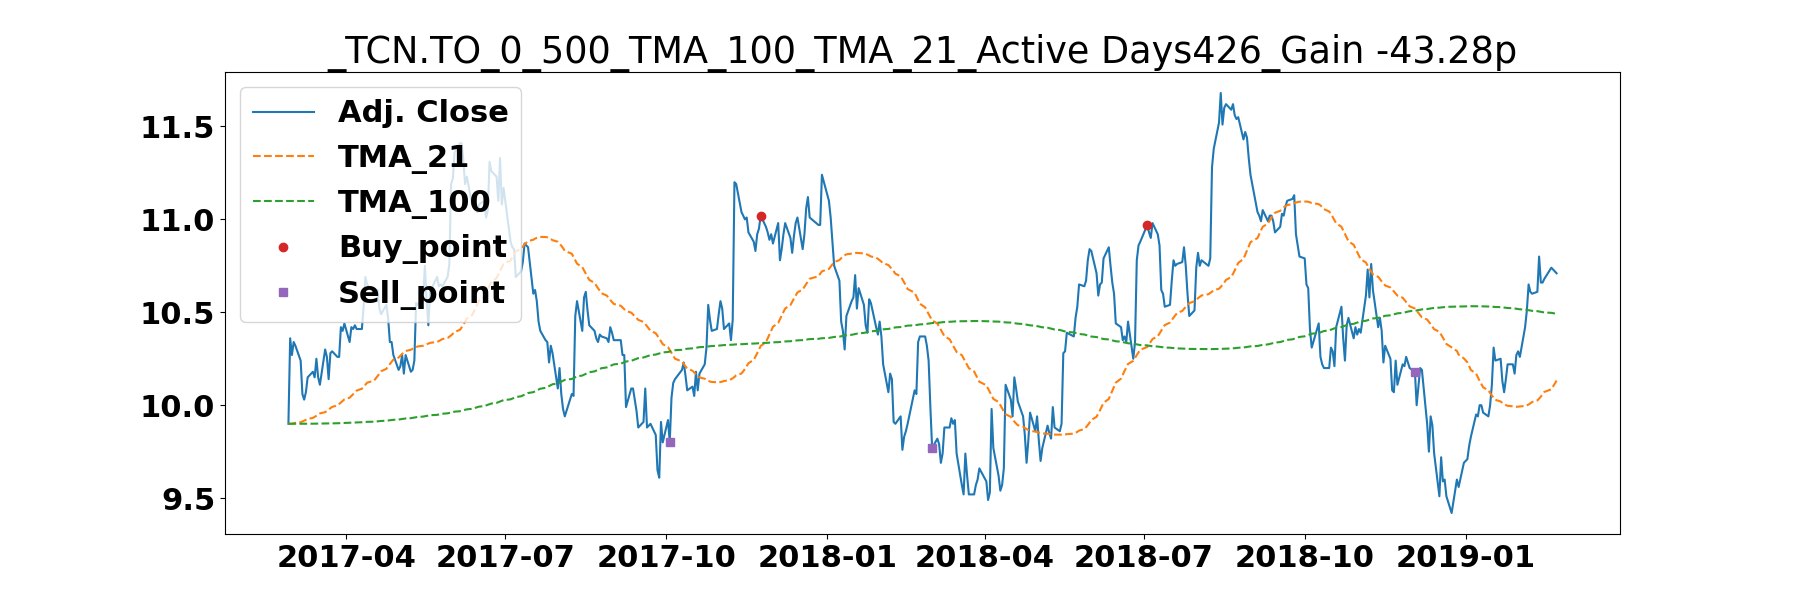 _TCN.TO_0_500_TMA_100_TMA_21_Active Days426_Gain -43.28p
Adj. Close
TMA_21
TMA_100
Buy_point
Sell_point
11.5
11.0
10.5
10.0
9.5
2017-04 2017-07 2017-10 2018-01 2018-04 2018-07 2018-10 2019-01